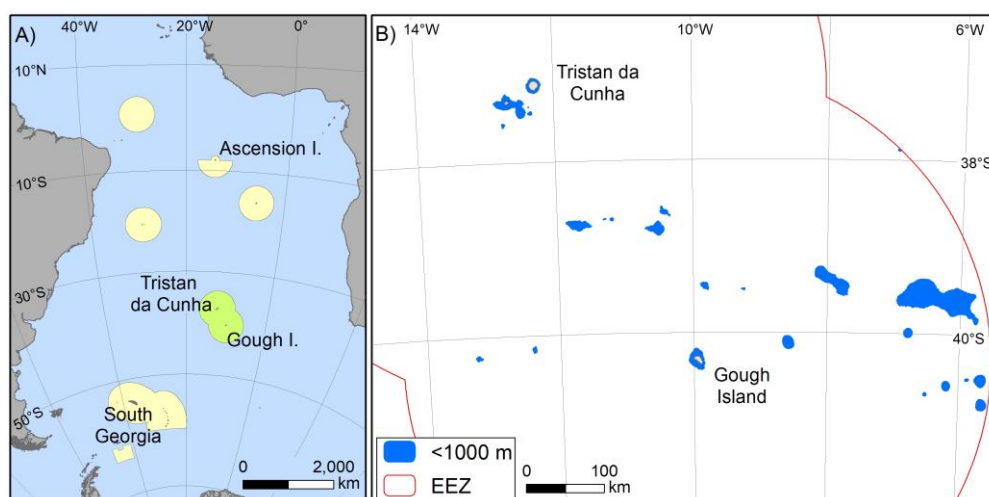 A)
40°W
20°W
0°
10°N
Ascension I.
10°S
20°S
Tristan
da Cunha
30°S
Gough I.
50°S
South
Georgia
0 2,000
km
B)
14°W
10°W
6°W
Tristan da
Cunha
38°S
40°S
Gough
Island
<1000 m
EEZ
0 100
km